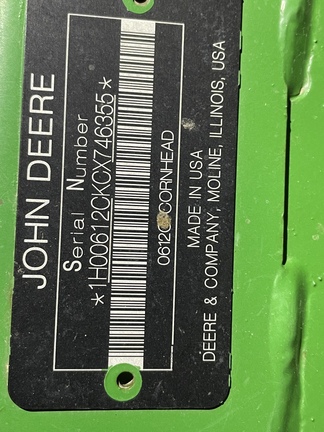 JOHN DEERE
Serial Number
*1H00612CKCX746355*
0612C CORNHEAD
MADE IN USA
DEERE & COMPANY, MOLINE, ILLINOIS, USA